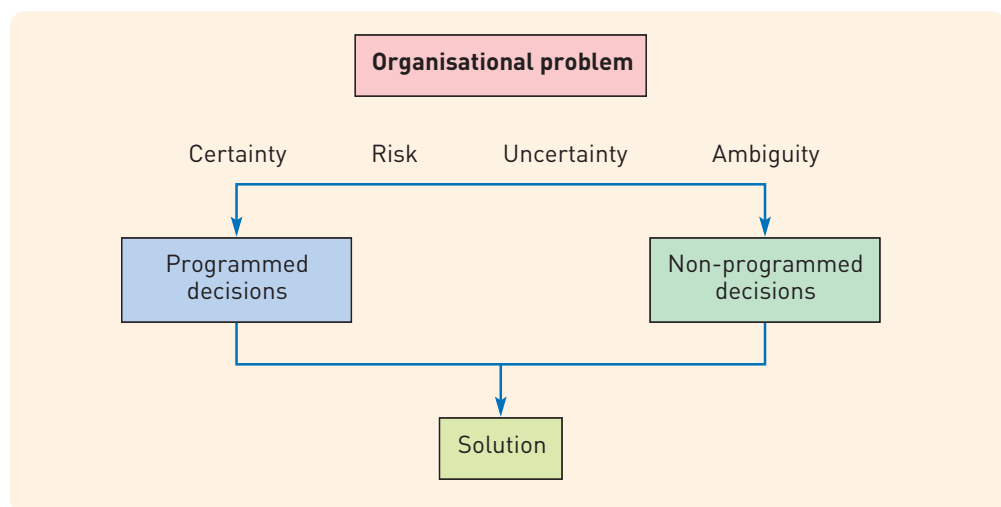 Organisational problem
Certainty Risk Uncertainty Ambiguity
Programmed
decisions
Non-programmed
decisions
Solution